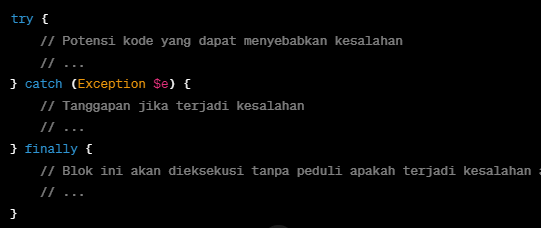 try {
    // Potensi kode yang dapat menyebabkan kesalahan
    // ...
} catch (Exception $e) {
    // Tanggapan jika terjadi kesalahan
    // ...
} finally {
    // Blok ini akan dieksekusi tanpa peduli apakah terjadi kesalahan
    // ...
}